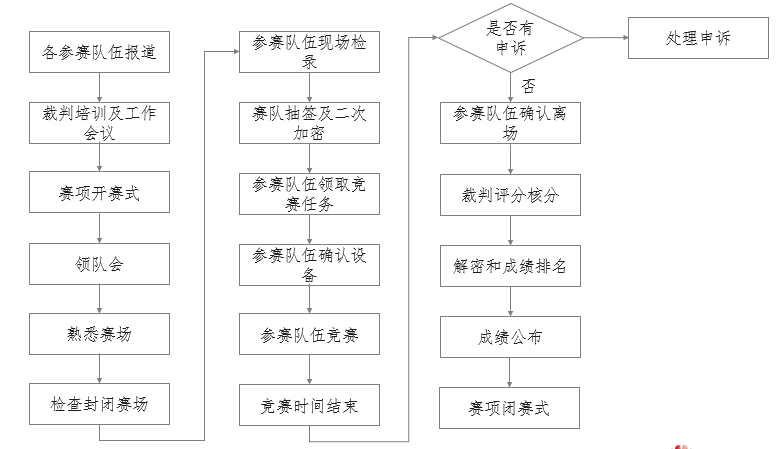 各参赛队伍报道
裁判培训及工作
会议
赛项开赛式
领队会
熟悉赛场
检查封闭赛场
参赛队伍现场检
录
赛队抽签及二次
加密
参赛队伍领取竞
赛任务
参赛队伍确认设
备
参赛队伍竞赛
竞赛时间结束
是否有
申诉
处理申诉
否
参赛队伍确认离
场
裁判评分核分
解密和成绩排名
成绩公布
赛项闭赛式